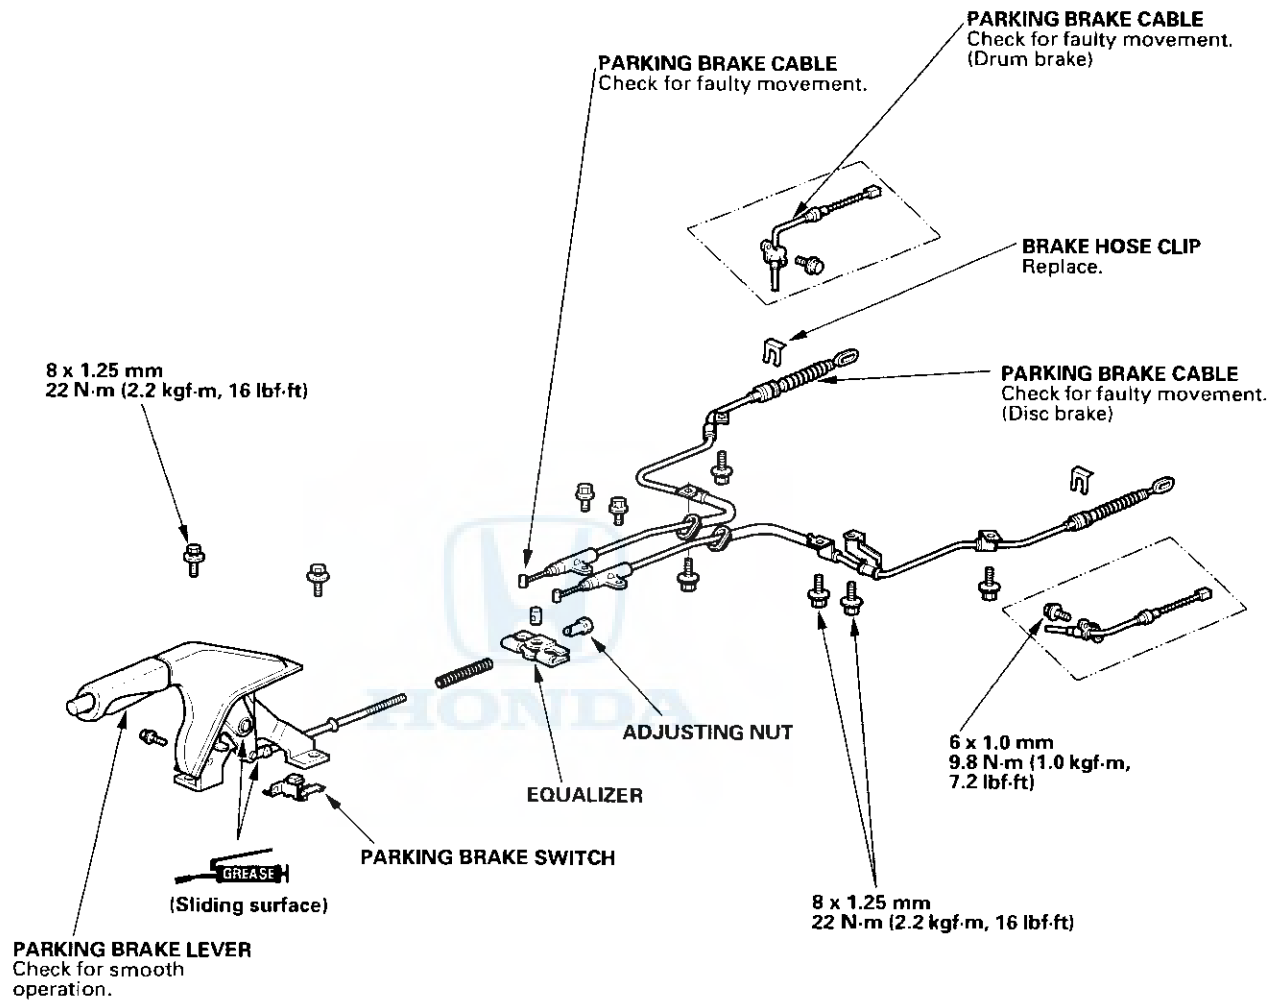 PARKING BRAKE CABLE
Check for faulty movement.
(Drum brake)
PARKING BRAKE CABLE
Check for faulty movement.
BRAKE HOSE CLIP
Replace.
8 x 1.25 mm
22 N·m (2.2 kgf·m, 16 lbf·ft)
PARKING BRAKE CABLE
Check for faulty movement.
(Disc brake)
HONDA
ADJUSTING NUT
6 x 1.0 mm
9.8 N·m (1.0 kgf·m,
7.2 lbf·ft)
EQUALIZER
PARKING BRAKE SWITCH
GREASE
(Sliding surface)
8 x 1.25 mm
22 N·m (2.2 kgf·m, 16 lbf·ft)
PARKING BRAKE LEVER
Check for smooth
operation.